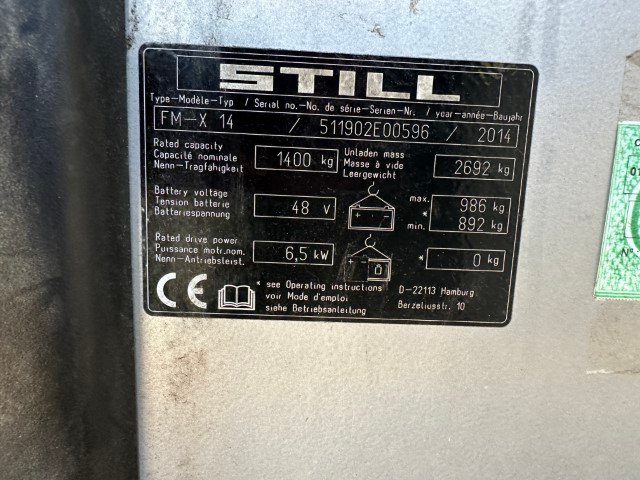 STILL
Type-Modèle-Typ / Serial no.-No. de série-Serien-Nr. / year-année-Baujahr
FM-X 14 / 511902E00596 / 2014
Rated capacity
Capacité nominale
Nenn-Tragfähigkeit
1400 kg
Unladen mass
Masse à vide
Leergewicht
2692 kg
Battery voltage
Tension batterie
Batteriespannung
48 V
+ -
max.
*
min.
986 kg
892 kg
Rated drive power
Puissance motr.nom.
Nenn-Antriebsleist.
6,5 kW
+
* 0 kg
CE
* see Operating instructions
voir Mode d'emploi
siehe Betriebsanleitung
D-22113 Hamburg
Berzeliusstr. 10
01
N°